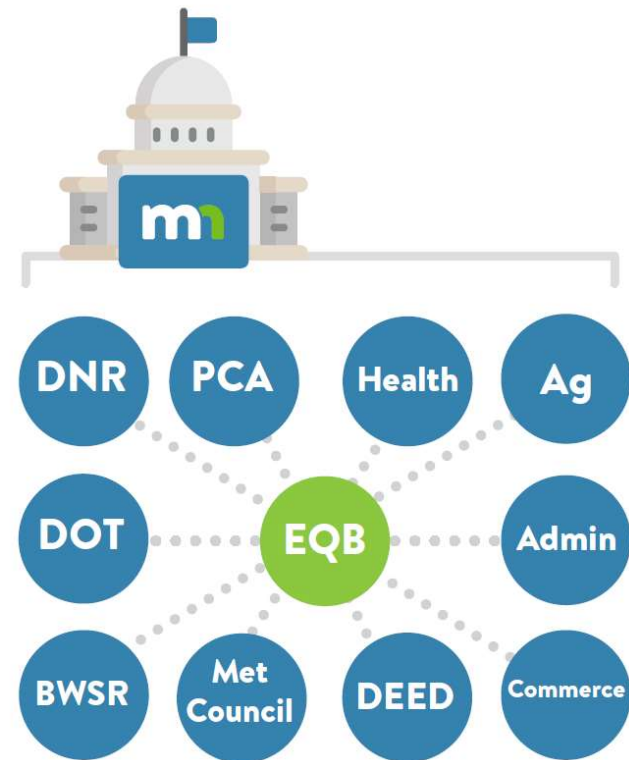 mn
DNR
PCA
Health
Ag
DOT
EQB
Admin
BWSR
Met
Council
DEED
Commerce